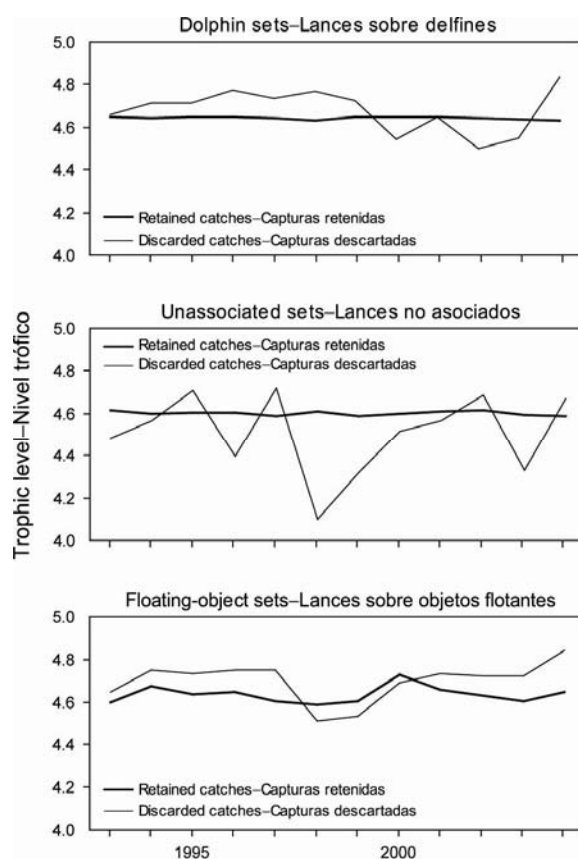 Dolphin sets–Lances sobre delfines
5.0
4.8
4.6
4.4
4.2
4.0
Retained catches–Capturas retenidas
Discarded catches–Capturas descartadas
Trophic level–Nivel trófico
Unassociated sets–Lances no asociados
5.0
4.8
4.6
4.4
4.2
4.0
Retained catches–Capturas retenidas
Discarded catches–Capturas descartadas
Floating-object sets–Lances sobre objetos flotantes
5.0
4.8
4.6
4.4
4.2
4.0
Retained catches–Capturas retenidas
Discarded catches–Capturas descartadas
1995 2000